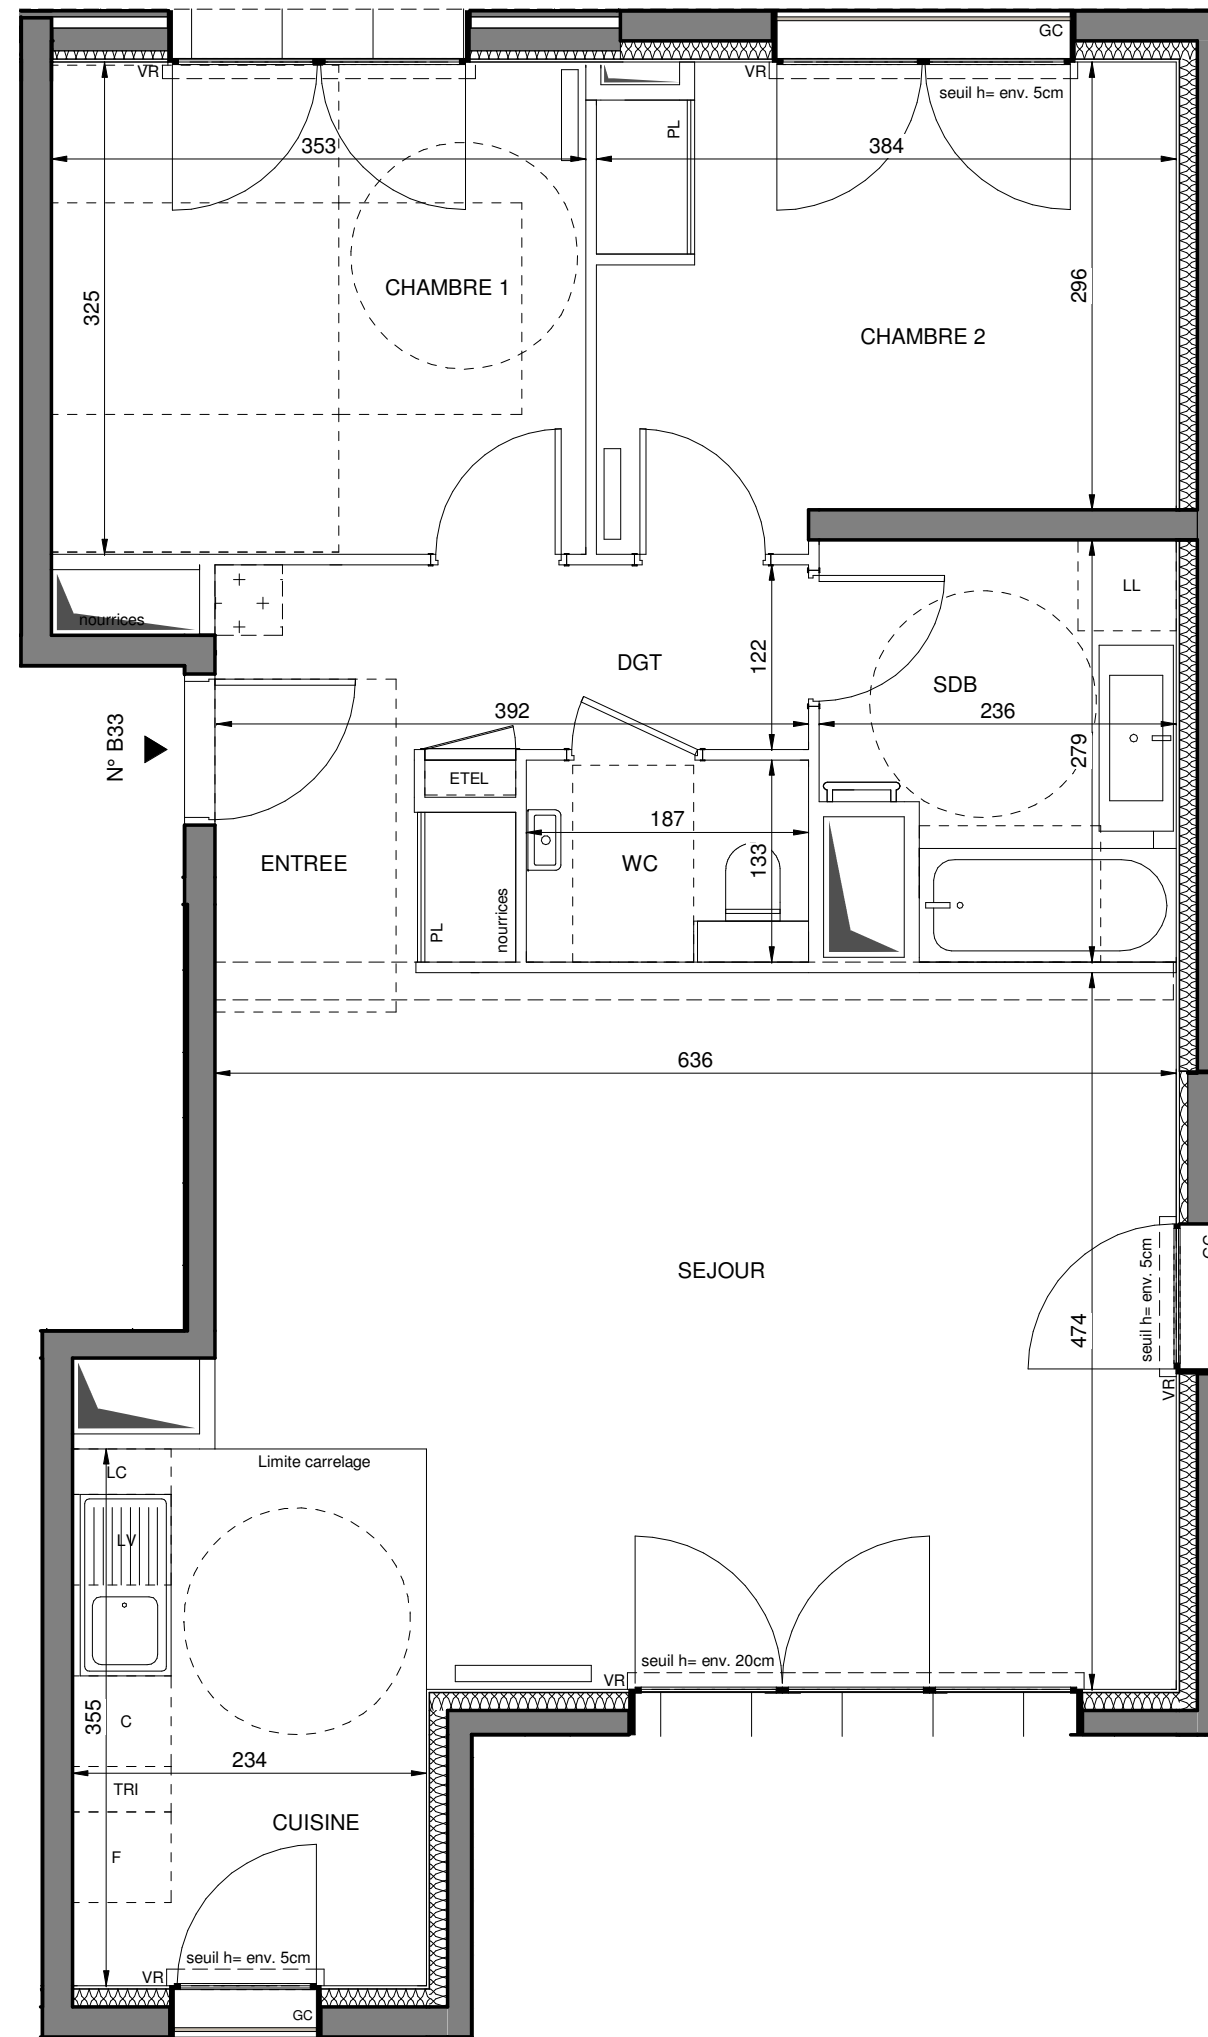 GC
VR
VR
seuil h= env. 5cm
PL
353
384
CHAMBRE 1
325
296
CHAMBRE 2
nourrices
LL
DGT
122
SDB
N° B33
392
236
279
ETEL
187
ENTREE
WC
133
PL
nourrices
636
SEJOUR
seuil h= env. 5cm
474
VR
Limite carrelage
LC
LV
seuil h= env. 20cm
VR
355
C
234
TRI
CUISINE
F
seuil h= env. 5cm
VR
GC